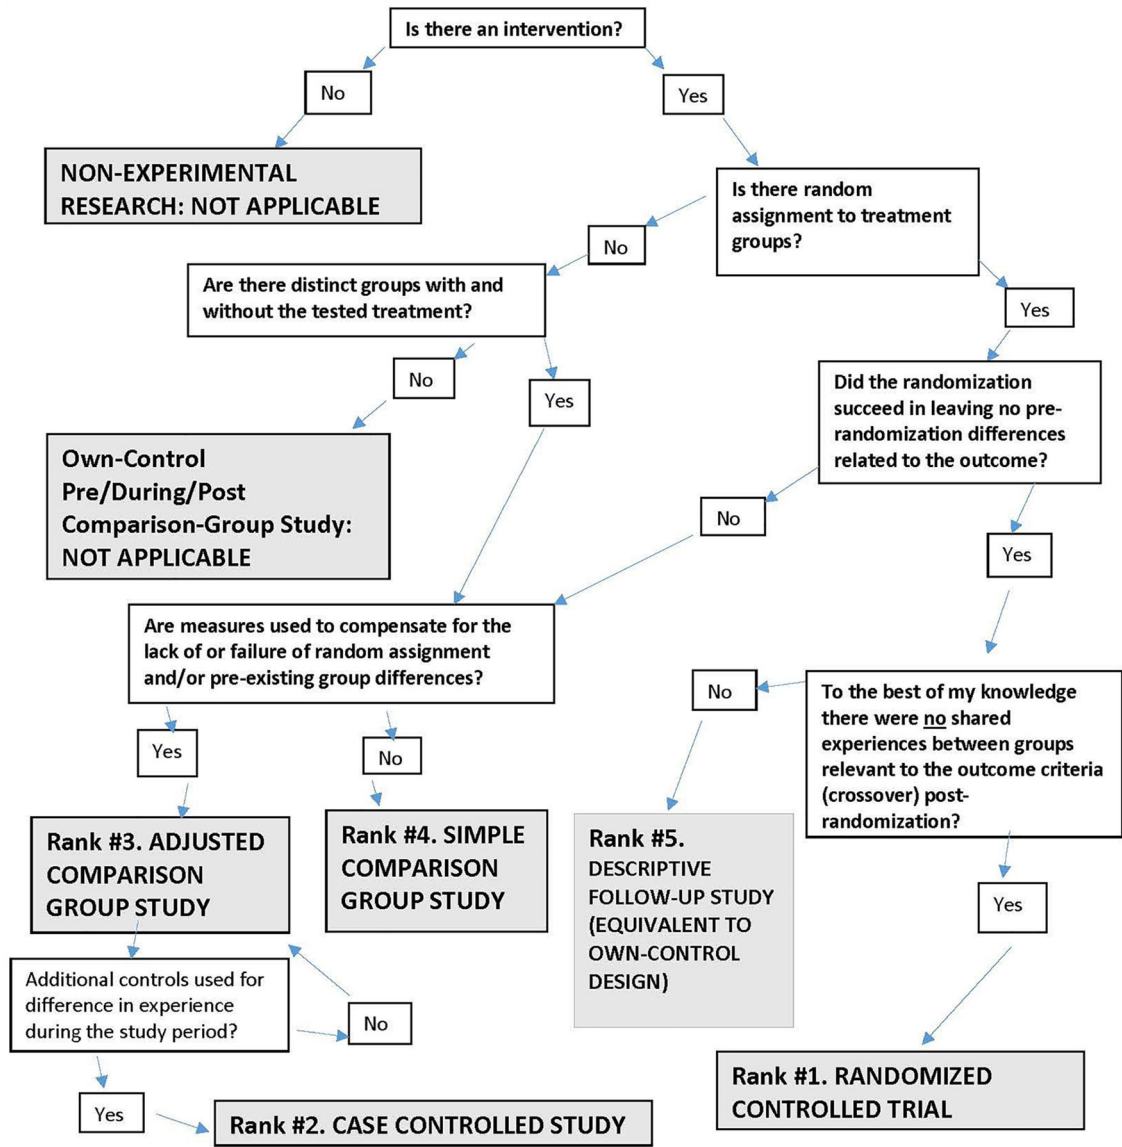 Is there an intervention?
No
Yes
NON-EXPERIMENTAL
RESEARCH: NOT APPLICABLE
Is there random
assignment to treatment
groups?
No
Are there distinct groups with and
without the tested treatment?
Yes
No
Yes
Did the randomization
succeed in leaving no pre-
randomization differences
related to the outcome?
Own-Control
Pre/During/Post
Comparison-Group Study:
NOT APPLICABLE
No
Yes
Are measures used to compensate for the
lack of or failure of random assignment
and/or pre-existing group differences?
No
To the best of my knowledge
there were no shared
experiences between groups
relevant to the outcome criteria
(crossover) post-
randomization?
Yes
No
Rank #3. ADJUSTED
COMPARISON
GROUP STUDY
Rank #4. SIMPLE
COMPARISON
GROUP STUDY
Rank #5.
DESCRIPTIVE
FOLLOW-UP STUDY
(EQUIVALENT TO
OWN-CONTROL
DESIGN)
Yes
Additional controls used for
difference in experience
during the study period?
No
Yes
Rank #2. CASE CONTROLLED STUDY
Rank #1. RANDOMIZED
CONTROLLED TRIAL